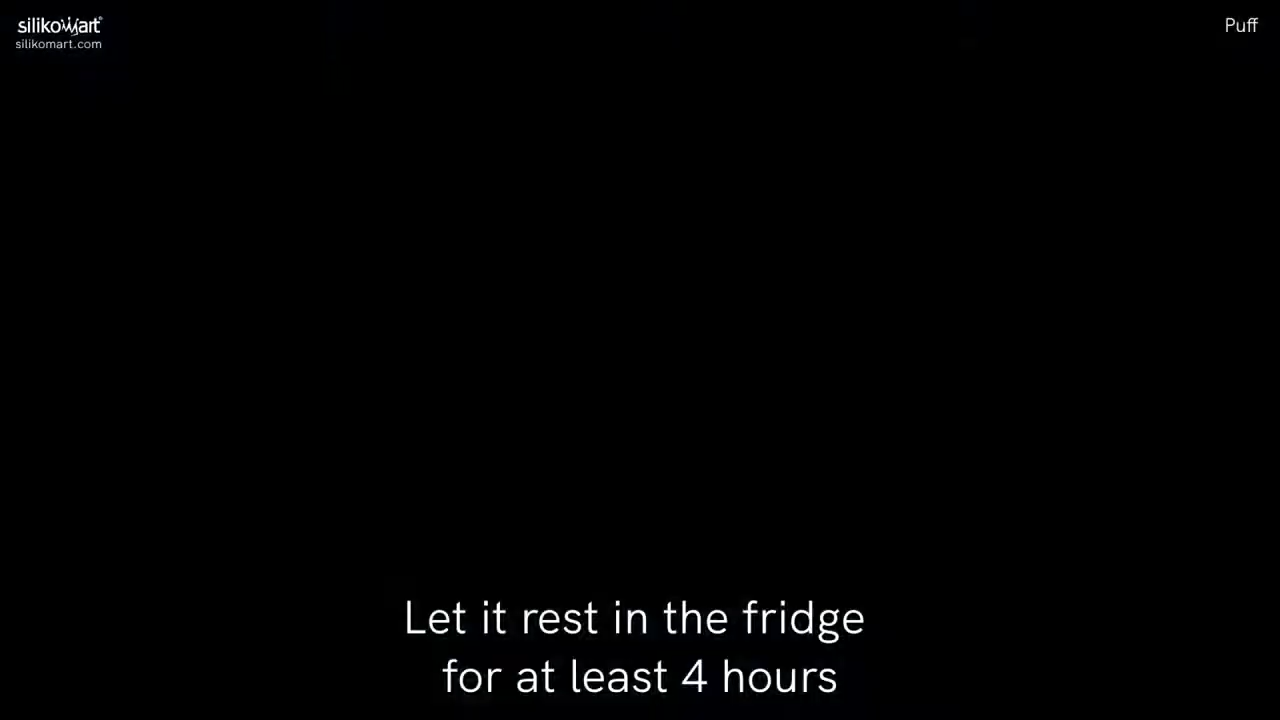 silikomart
silikomart.com
Puff
Let it rest in the fridge
for at least 4 hours